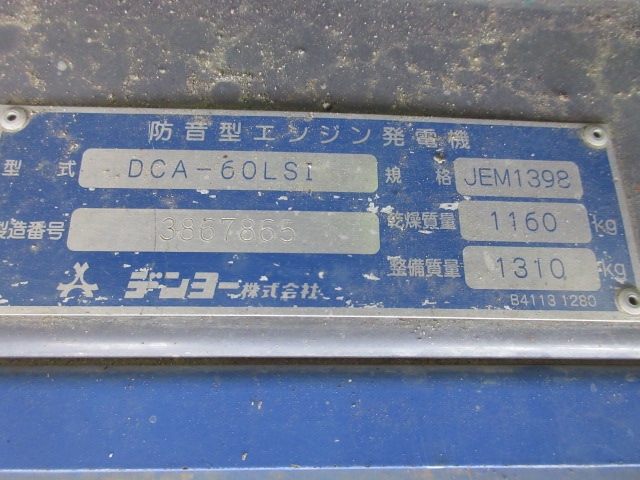 防音型エンジン発電機
型式 DCA-60LSI 規格 JEM1398
製造番号 3867865 乾燥質量 1160 kg
整備質量 1310 kg
デンヨー株式会社
B41131280